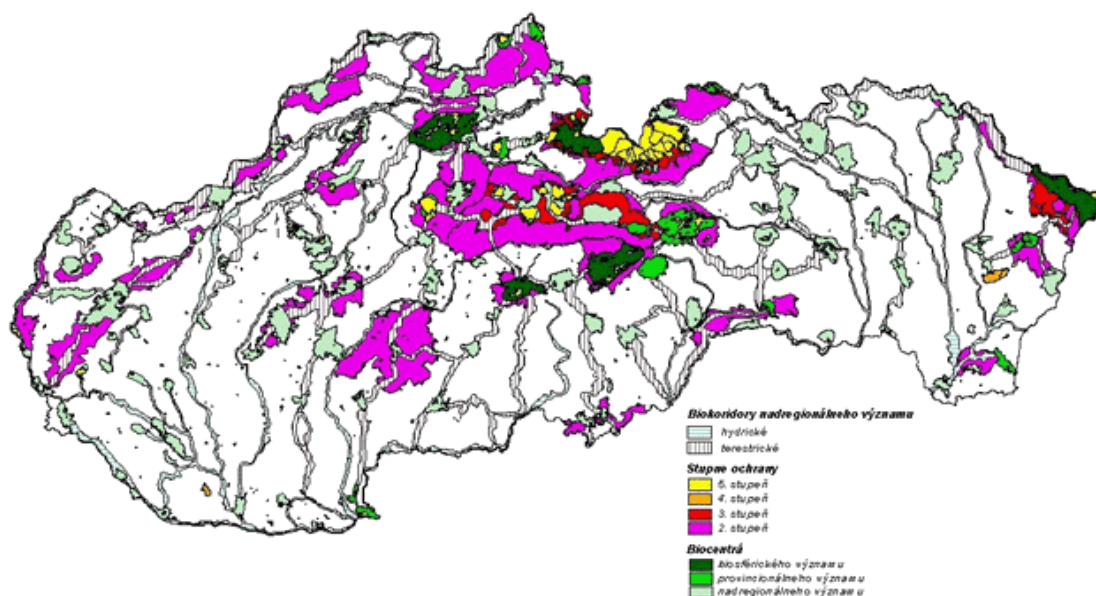 Biokoridory nadregionálneho významu
hydrické
terestrické
Stupne ochrany
5. stupeň
4. stupeň
3. stupeň
2. stupeň
Biocentrá
biosférického významu
provincionálneho významu
nadregionálneho významu